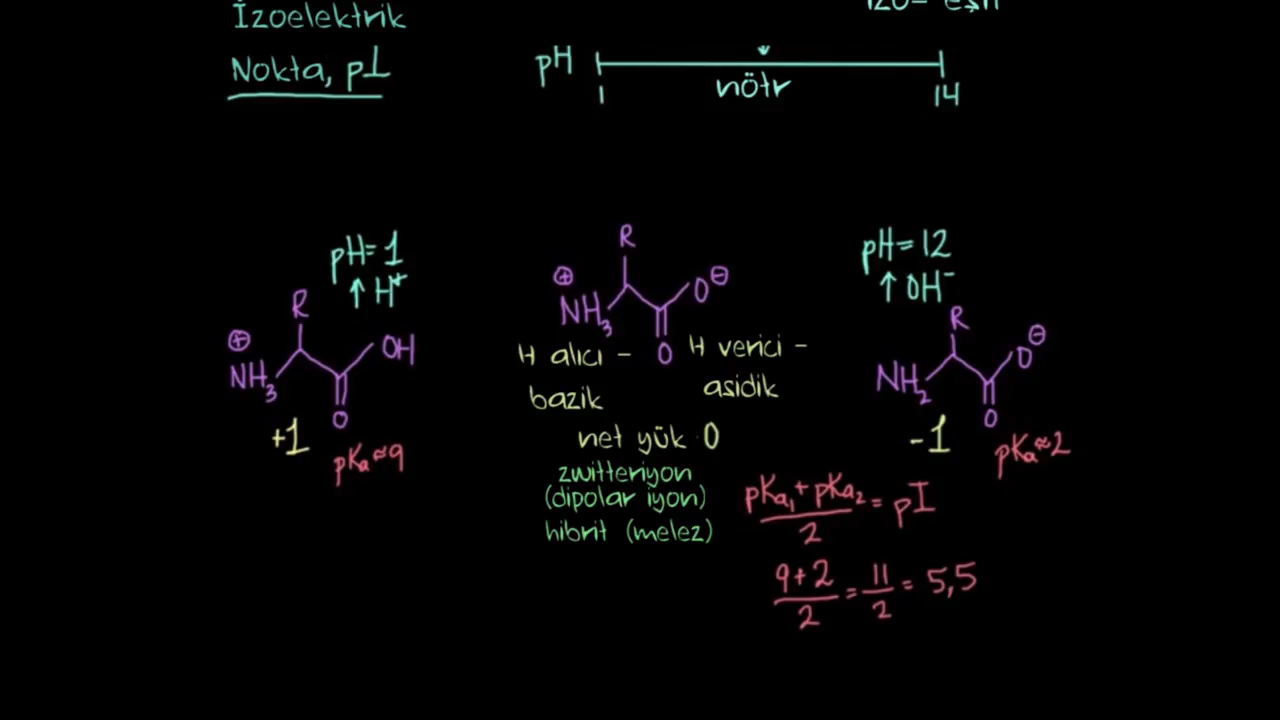 İzoelektrik
Nokta, pI
izo- eşit
pH
1
nötr
14
pH=1
↑ H⁺
R
⊕
NH₃
OH
O
+1
pKa≈9
R
⊕
NH₃
O
⊖
O
H alıcı -
bazik
H verici -
asidik
net yük 0
zwitteriyon
(dipolar iyon)
hibrit (melez)
pH=12
↑ OH⁻
R
NH₂
O
⊖
O
-1
pKa≈2
pKa₁+pKa₂/2 = pI
9+2/2 = 11/2 = 5,5